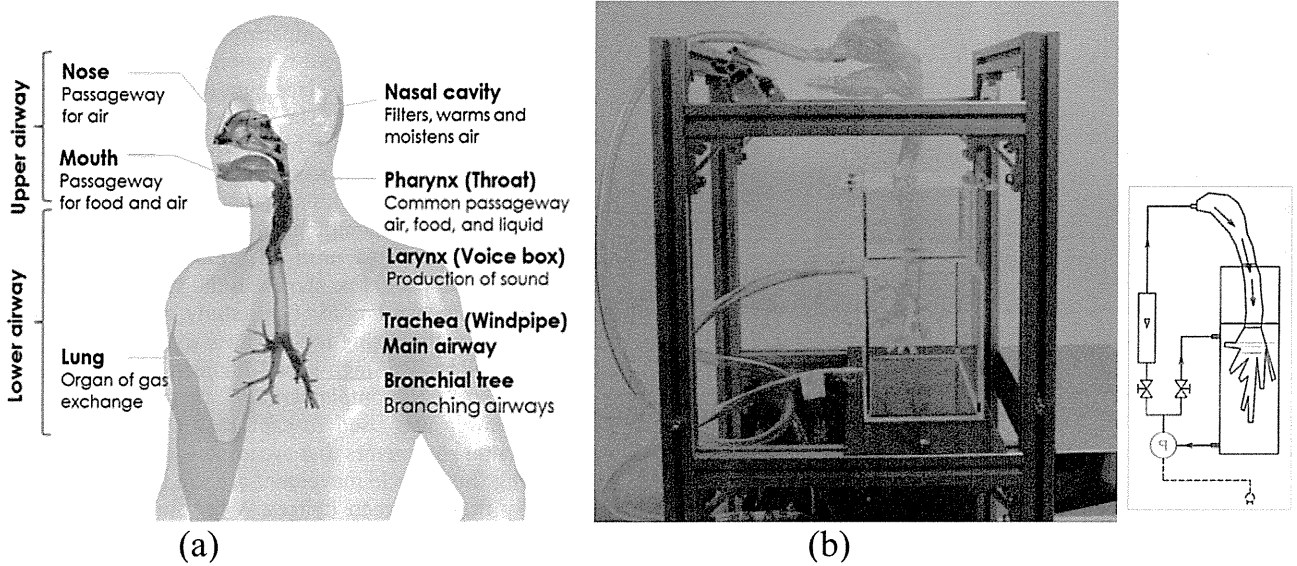 Upper airway
Nose
Passageway
for air
Mouth
Passageway
for food and air
Nasal cavity
Filters, warms and
moistens air
Pharynx (Throat)
Common passageway
air, food, and liquid
Larynx (Voice box)
Production of sound
Lower airway
Trachea (Windpipe)
Main airway
Lung
Organ of gas
exchange
Bronchial tree
Branching airways
P
(a)
(b)